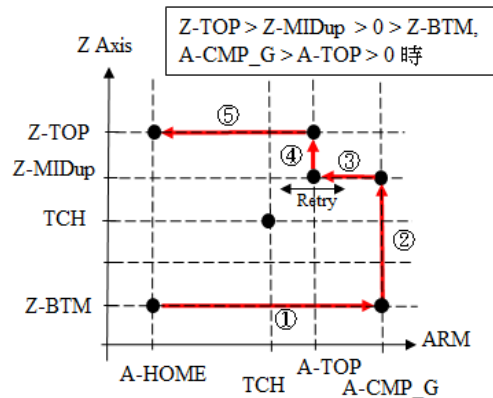 Z-TOP > Z-MIDup > 0 > Z-BTM,
A-CMP_G > A-TOP > 0 時
Z Axis
⑤
Z-TOP
④
③
Z-MIDup
Retry
TCH
②
Z-BTM
①
ARM
A-HOME
TCH
A-TOP
A-CMP_G